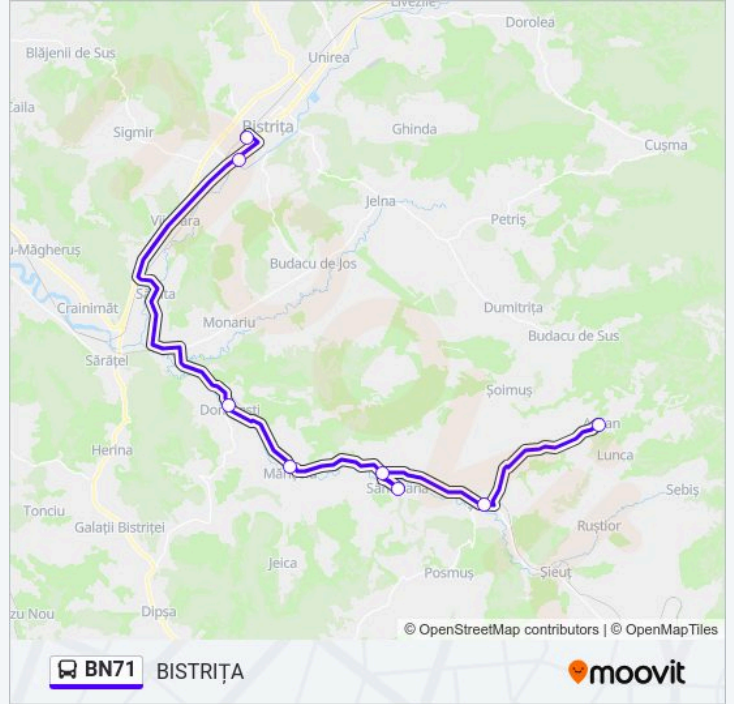 Livezile
Dorolea
Blăjenii de Sus
Unirea
Bistrița
Ghinda
Sigmir
Cușma
Jelna
Petriș
u-Măgheruș
Budacu de Jos
Crainimăt
Dumitrița
Monariu
Budacu de Sus
Sărățel
Șoimuș
Herina
Lunca
Sebiș
Tonciu
Galații Bistriței
Ruștior
Jeica
Posmuș
Șieuț
zu Nou
Dipșa
© OpenStreetMap contributors | © OpenMapTiles
BN71 BISTRIȚA
moovit